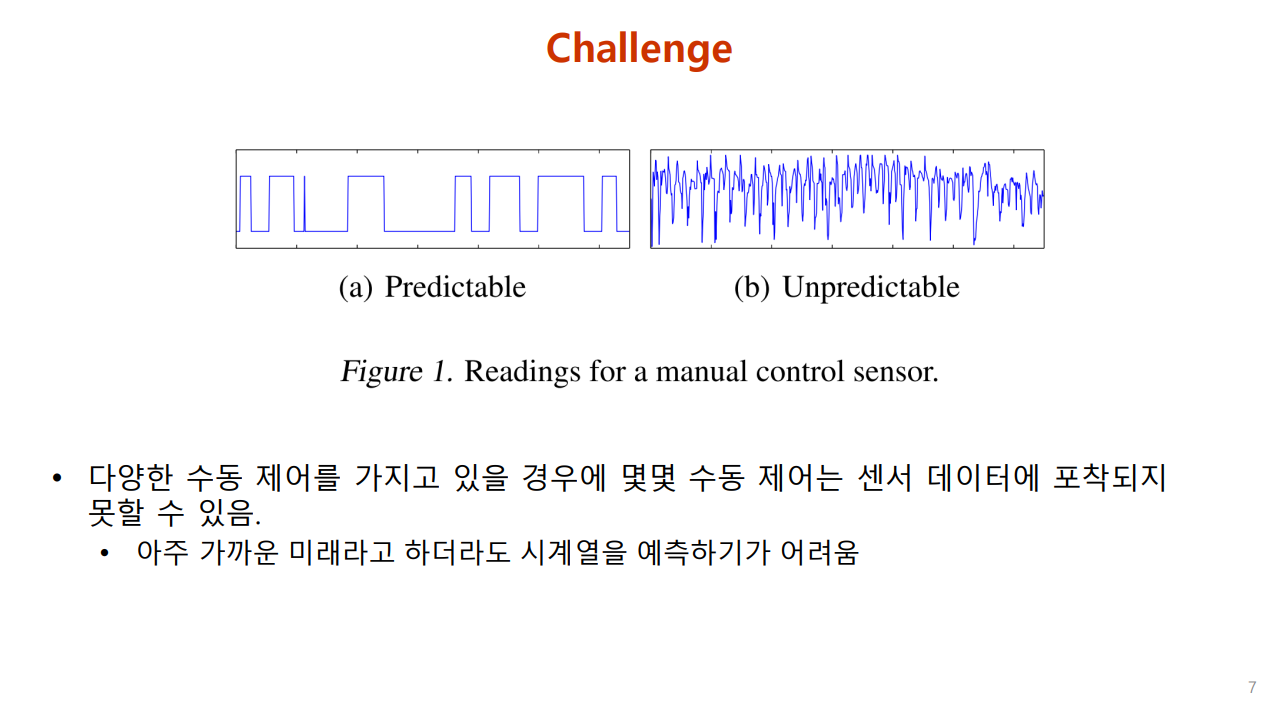 Challenge
(a) Predictable
(b) Unpredictable
Figure 1. Readings for a manual control sensor.
• 다양한 수동 제어를 가지고 있을 경우에 몇몇 수동 제어는 센서 데이터에 포착되지
못할 수 있음.
• 아주 가까운 미래라고 하더라도 시계열을 예측하기가 어려움
7